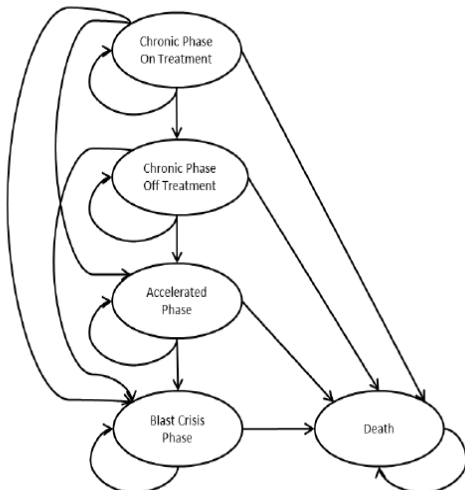 Chronic Phase
On Treatment
Chronic Phase
Off Treatment
Accelerated
Phase
Blast Crisis
Phase
Death